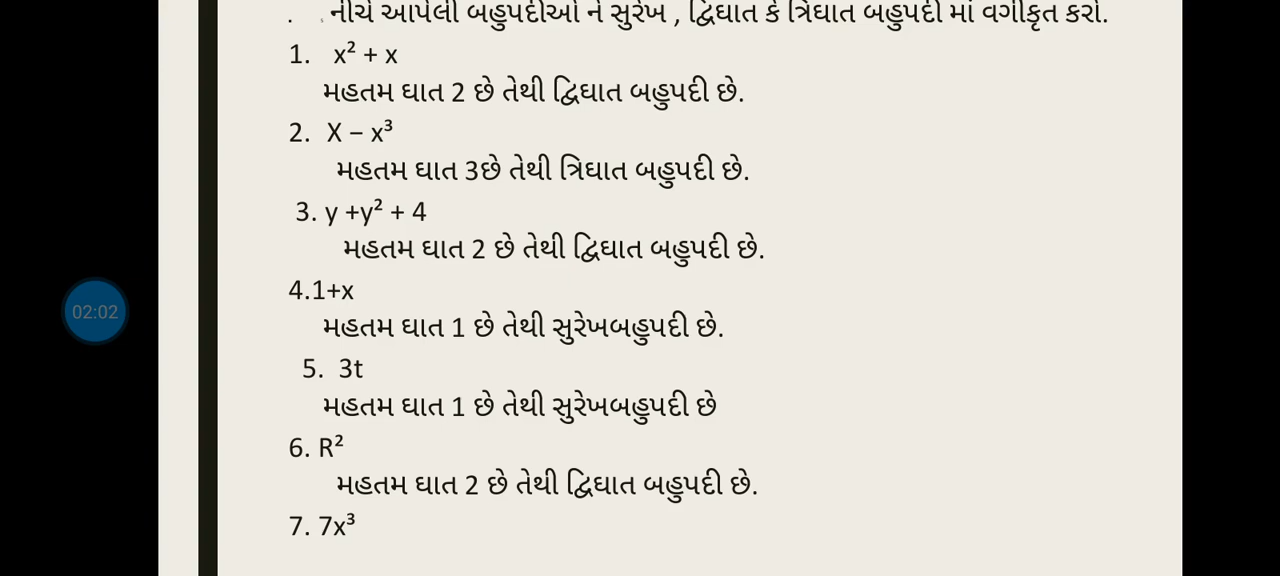 . નીચે આપેલી બહુપદીઓ ને સુરેખ , દ્વિઘાત કે ત્રિઘાત બહુપદી માં વર્ગીકૃત કરો.
1. x² + x
મહતમ ઘાત 2 છે તેથી દ્વિઘાત બહુપદી છે.
2. X – x³
મહતમ ઘાત 3છે તેથી ત્રિઘાત બહુપદી છે.
3. y +y² + 4
મહતમ ઘાત 2 છે તેથી દ્વિઘાત બહુપદી છે.
4.1+x
02:02
મહતમ ઘાત 1 છે તેથી સુરેખબહુપદી છે.
5. 3t
મહતમ ઘાત 1 છે તેથી સુરેખબહુપદી છે
6. R²
મહતમ ઘાત 2 છે તેથી દ્વિઘાત બહુપદી છે.
7. 7x³